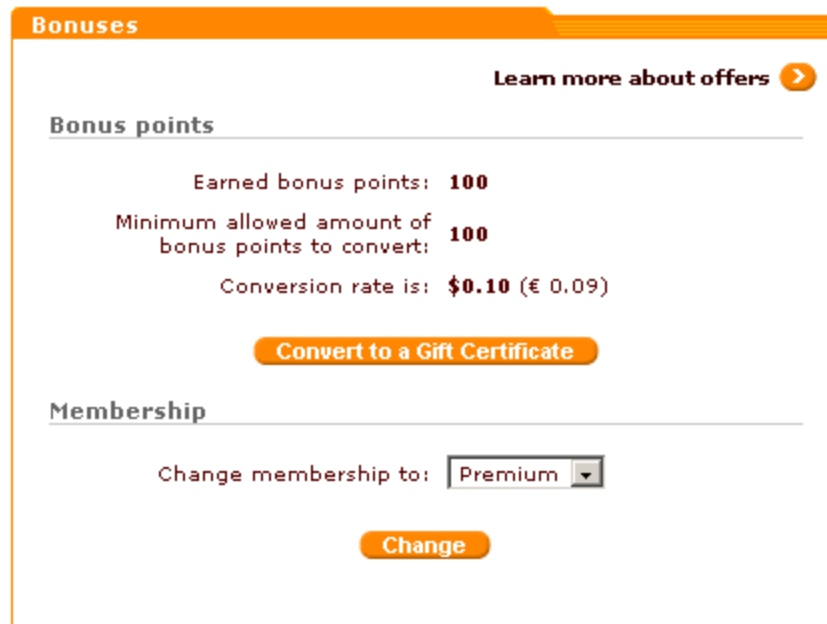 Bonuses
Learn more about offers
Bonus points
Earned bonus points: 100
Minimum allowed amount of
bonus points to convert: 100
Conversion rate is: $0.10 (€ 0.09)
Convert to a Gift Certificate
Membership
Change membership to: Premium
Change